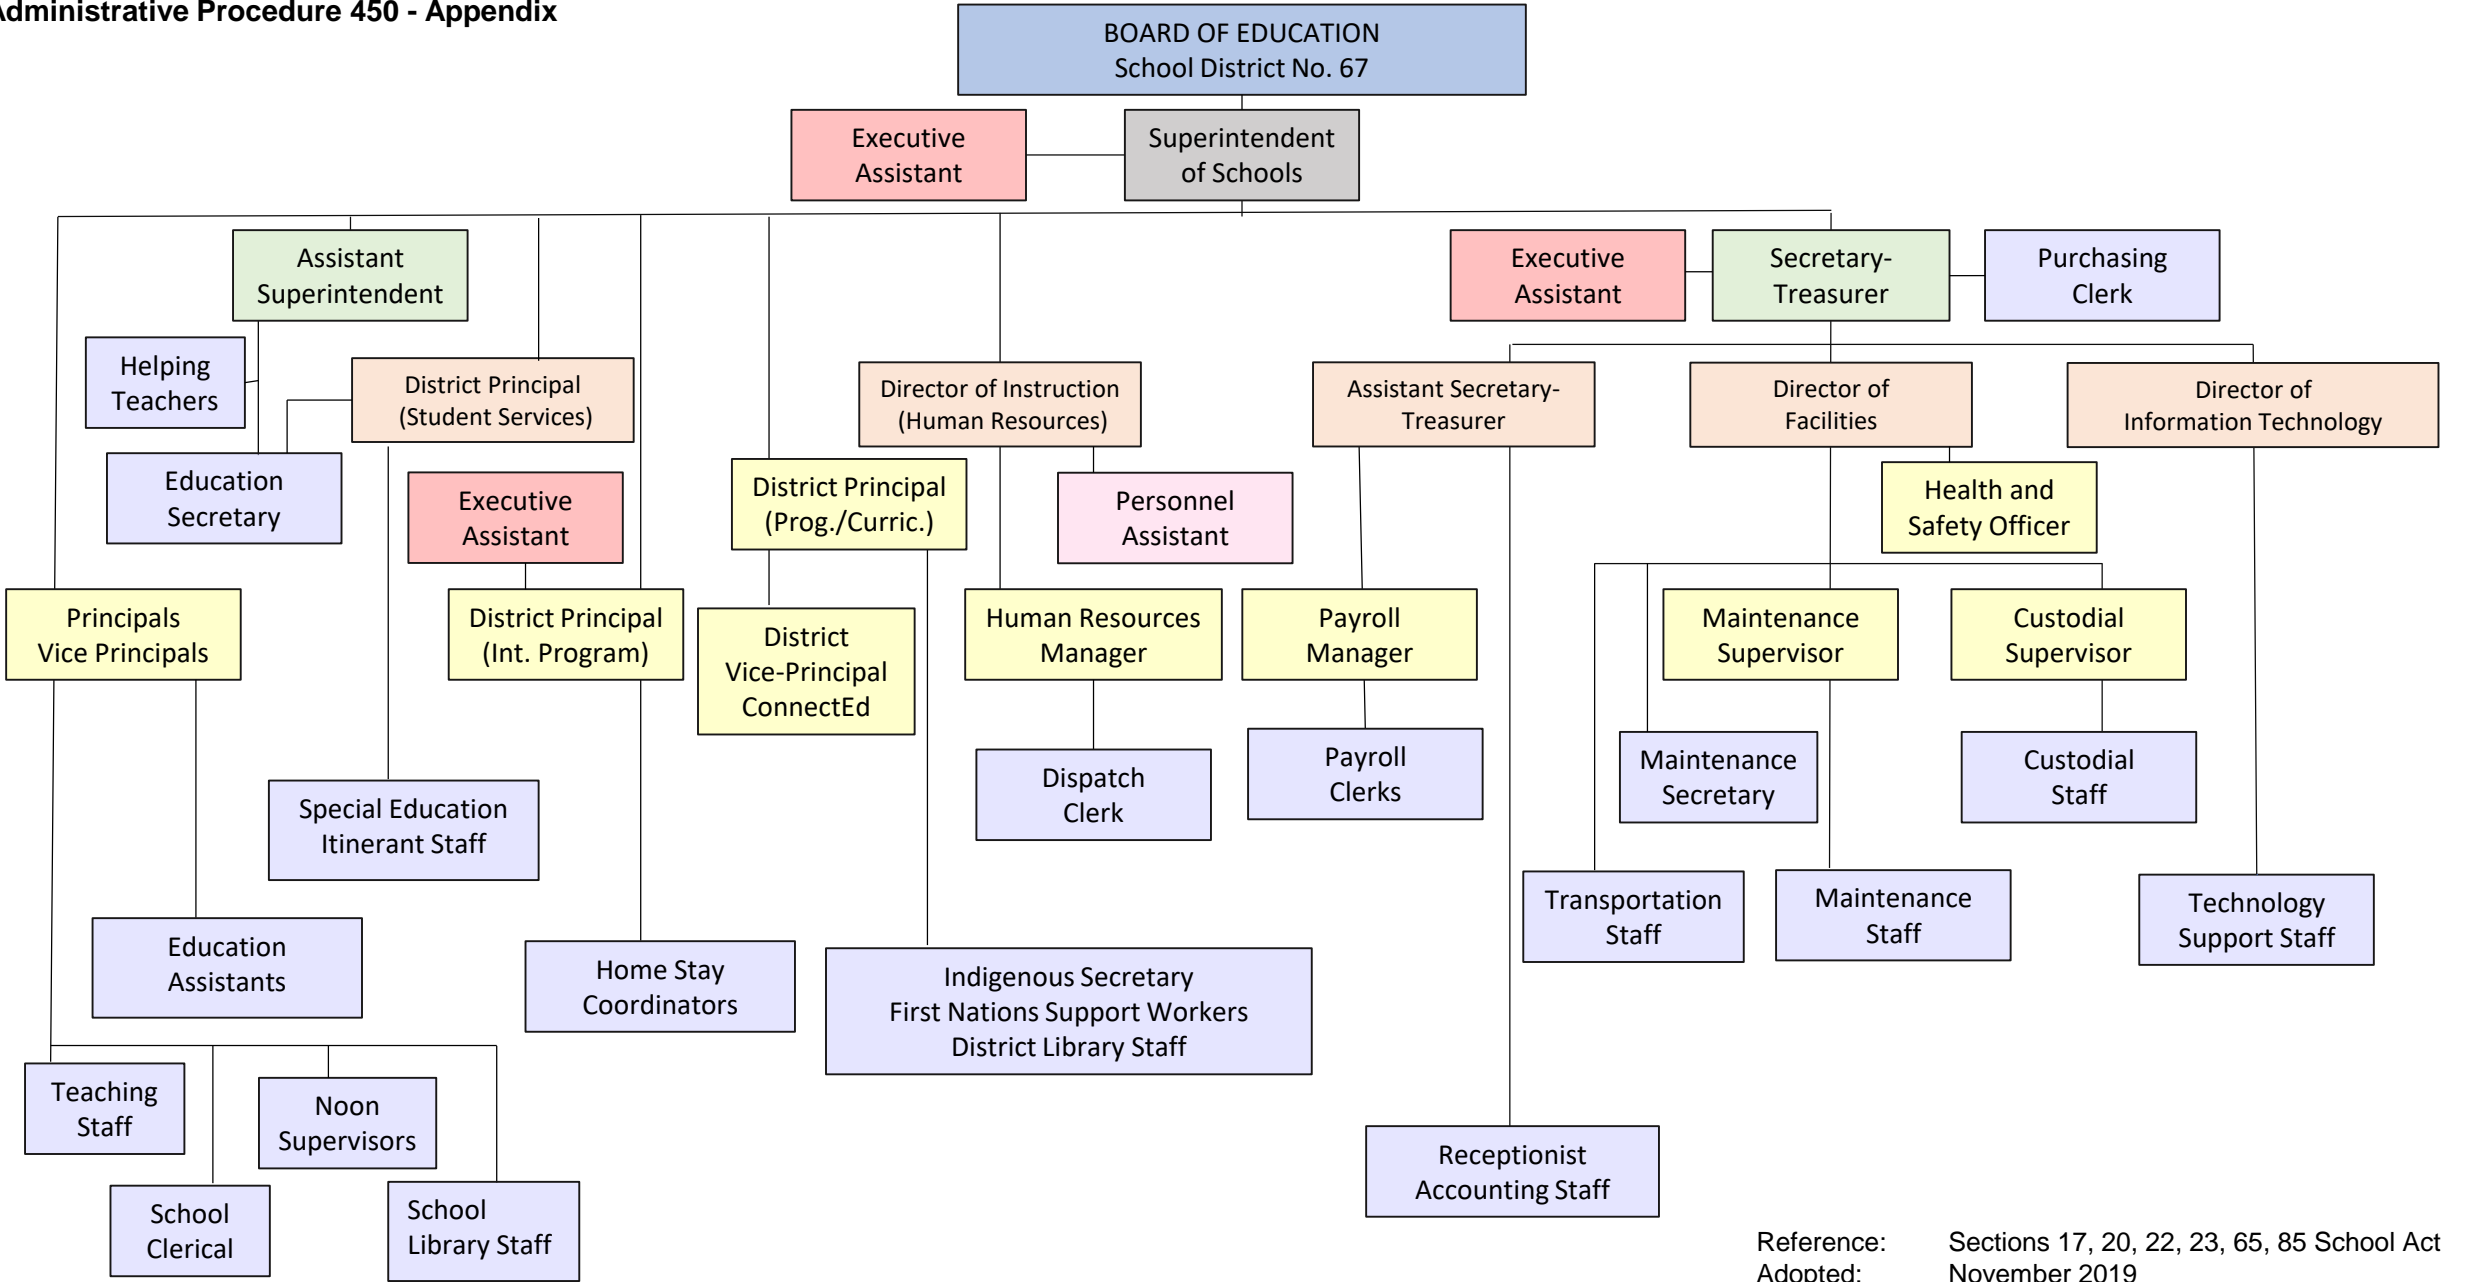 Administrative Procedure 450 - Appendix
BOARD OF EDUCATION
School District No. 67
Executive
Assistant
Superintendent
of Schools
Assistant
Superintendent
Executive
Assistant
Secretary-
Treasurer
Purchasing
Clerk
Helping
Teachers
District Principal
(Student Services)
Director of Instruction
(Human Resources)
Assistant Secretary-
Treasurer
Director of
Facilities
Director of
Information Technology
Education
Secretary
Executive
Assistant
District Principal
(Prog./Curric.)
Personnel
Assistant
Health and
Safety Officer
Principals
Vice Principals
District Principal
(Int. Program)
District
Vice-Principal
ConnectEd
Human Resources
Manager
Payroll
Manager
Maintenance
Supervisor
Custodial
Supervisor
Special Education
Itinerant Staff
Dispatch
Clerk
Payroll
Clerks
Maintenance
Secretary
Custodial
Staff
Education
Assistants
Home Stay
Coordinators
Indigenous Secretary
First Nations Support Workers
District Library Staff
Transportation
Staff
Maintenance
Staff
Technology
Support Staff
Teaching
Staff
Noon
Supervisors
School
Clerical
School
Library Staff
Receptionist
Accounting Staff
Reference: Sections 17, 20, 22, 23, 65, 85 School Act
Adopted: November 2019